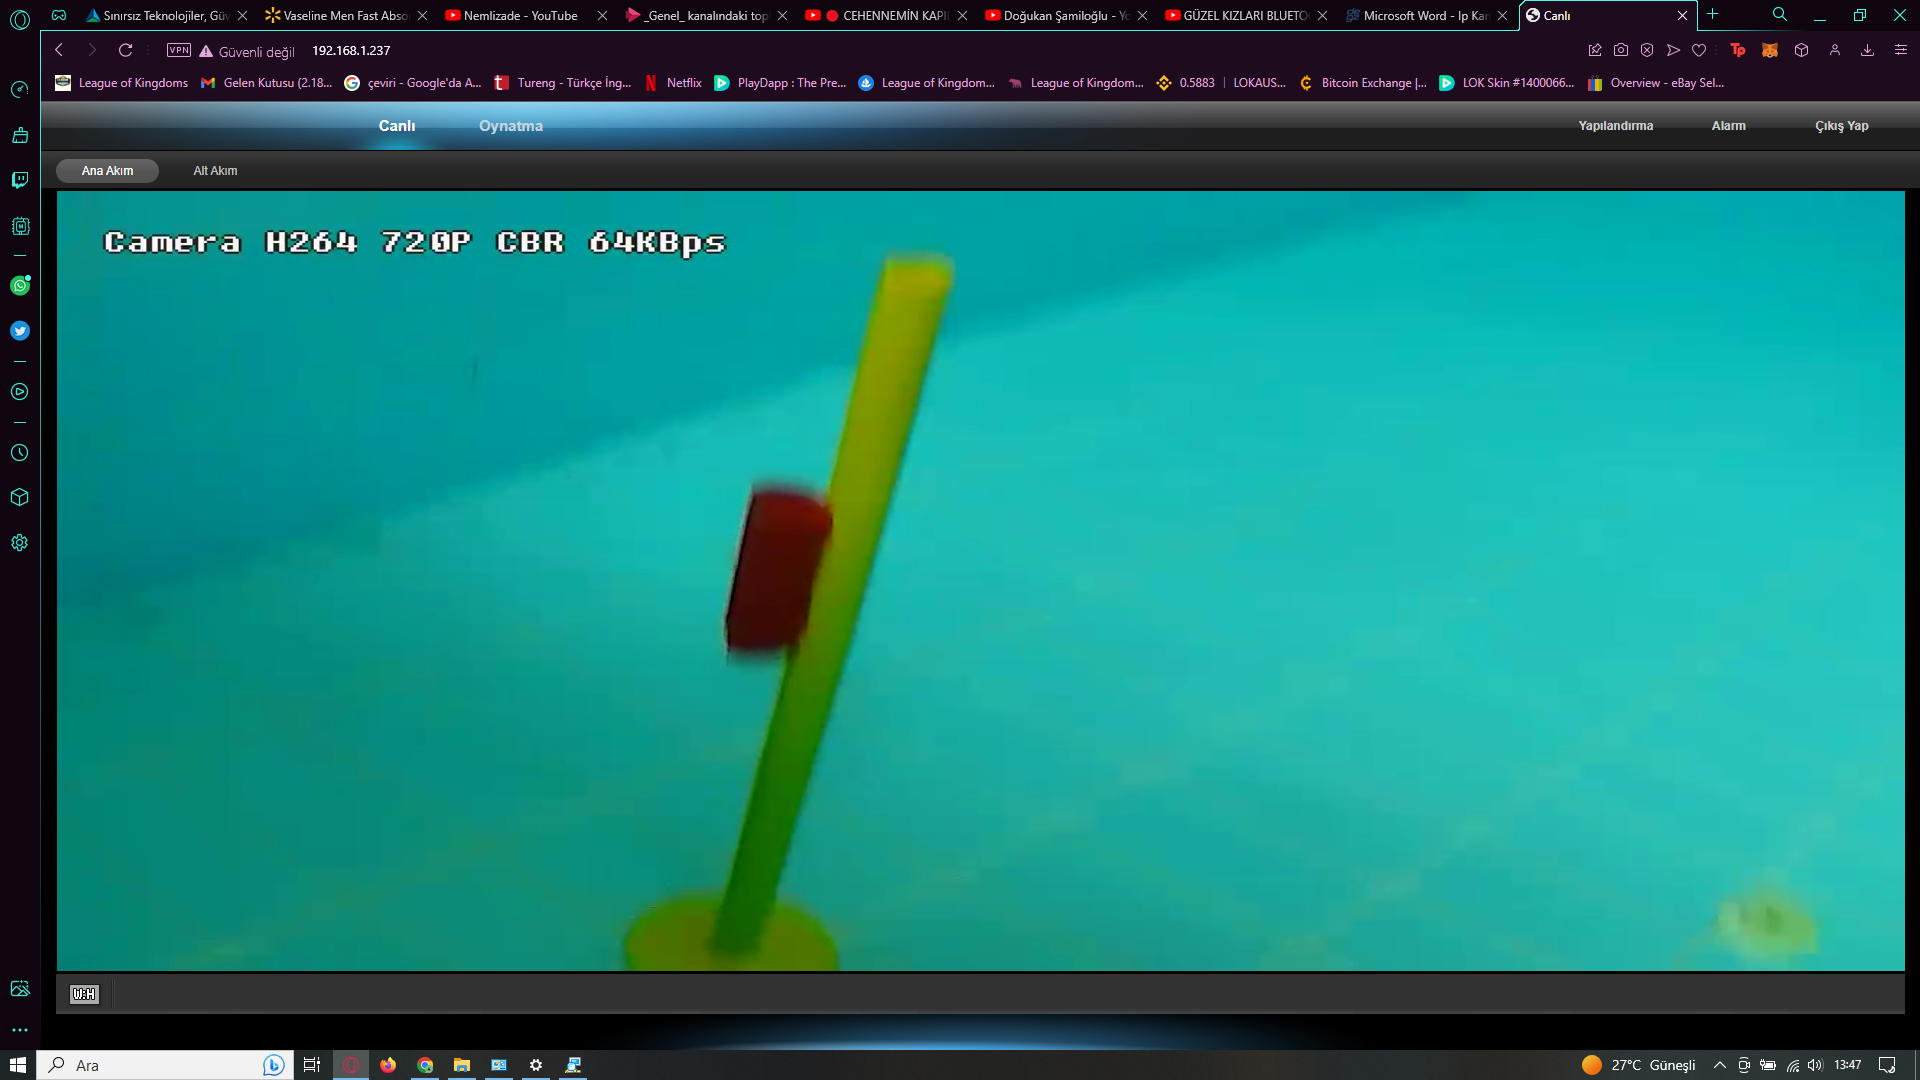 Sınırsız Teknolojiler, Güv
Vaseline Men Fast Abso
Nemlizade - YouTube
_Genel_ kanalındaki top
CEHENNEMİN KAPI
Doğukan Şamiloğlu - Yo
GÜZEL KIZLARI BLUETO
Microsoft Word - Ip Kam
Canlı
VPN
Güvenli değil
192.168.1.237
Tp
League of Kingdoms
Gelen Kutusu (2.18...
çeviri - Google'da A...
Tureng - Türkçe İng...
Netflix
PlayDapp : The Pre...
League of Kingdom...
League of Kingdom...
0.5883 | LOKAUS...
Bitcoin Exchange |...
LOK Skin #1400066...
Overview - eBay Sel...
Canlı
Oynatma
Yapılandırma
Alarm
Çıkış Yap
Ana Akım
Alt Akım
Camera H264 720P CBR 64KBps
W:H
Ara
27°C Güneşli
13:47